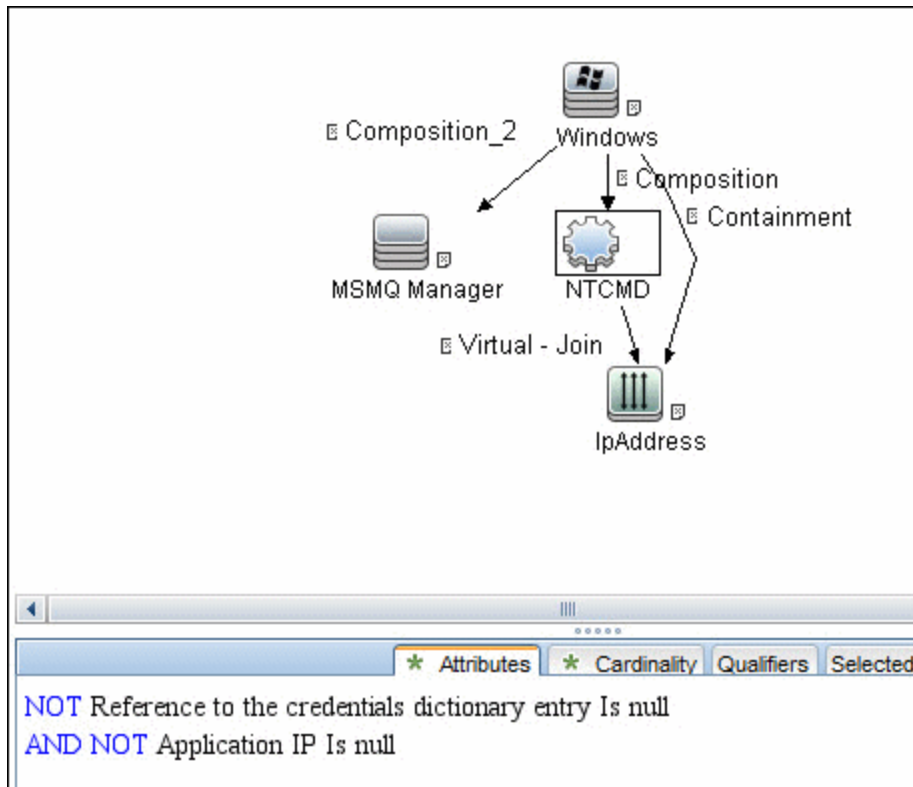 Windows
Composition_2
Composition
Containment
MSMQ Manager
NTCMD
Virtual - Join
IpAddress
Attributes Cardinality Qualifiers Selected
NOT Reference to the credentials dictionary entry Is null
AND NOT Application IP Is null